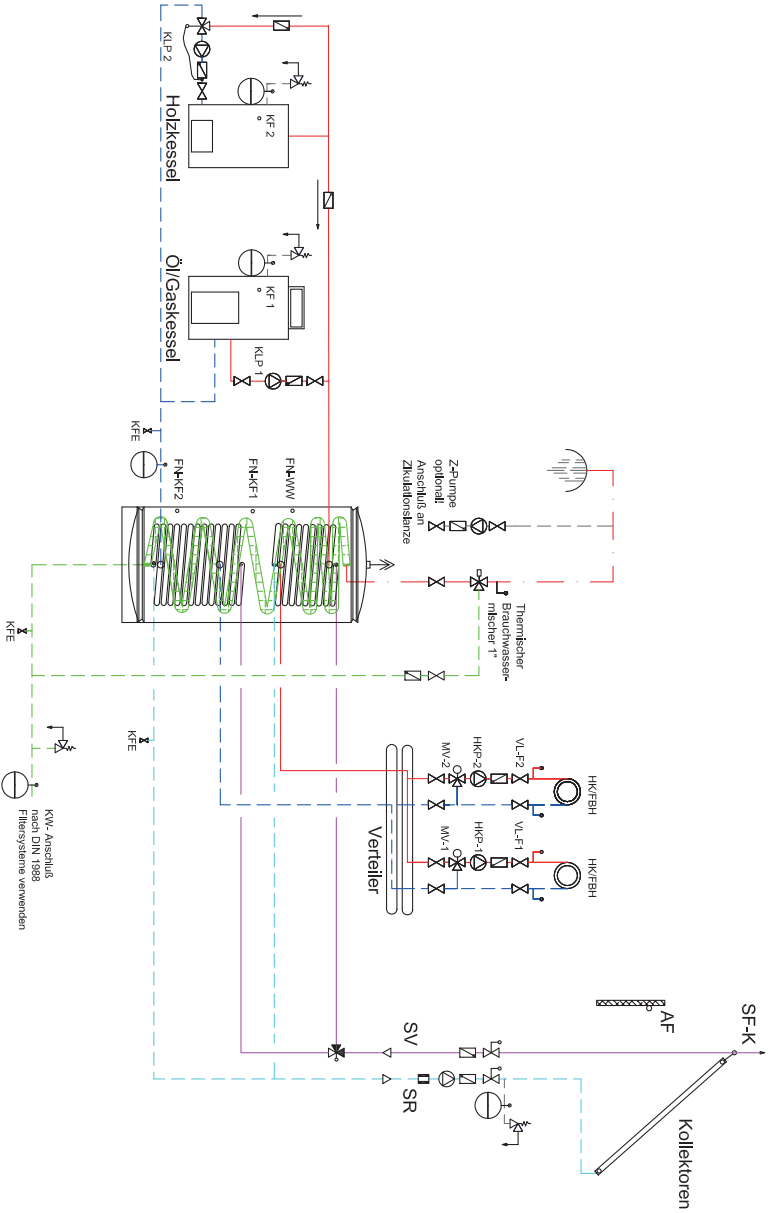 Kollektoren
SF-K
AF
SV
SR
HK/FBH
HK/FBH
VL-F2
HKP-2
MV-2
VL-F1
HKP-1
MV-1
Verteiler
Thermischer
Brauchwasser-
mischer 1"
Z-Pumpe
optional!
Anschluß an
Zikulationslanze
FN-WW
FN-KF1
FN-KF2
KFE
KFE
KFE
KW- Anschluß
nach DIN 1988
Filtersysteme verwenden
KLP 1
KF 1
Öl/Gaskessel
KF 2
KLP 2
Holzkessel